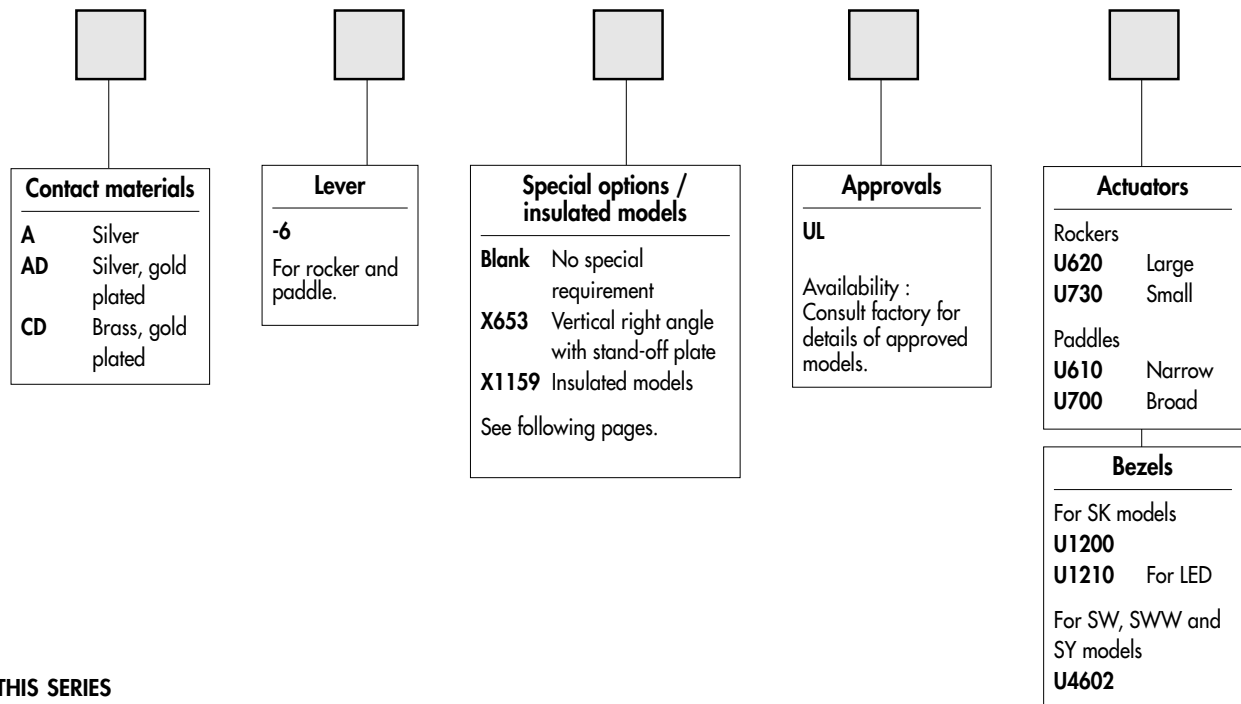 Contact materials
A Silver
AD Silver, gold
plated
CD Brass, gold
plated
Lever
-6
For rocker and
paddle.
Special options /
insulated models
Blank No special
requirement
X653 Vertical right angle
with stand-off plate
X1159 Insulated models
See following pages.
Approvals
UL
Availability :
Consult factory for
details of approved
models.
Actuators
Rockers
U620 Large
U730 Small
Paddles
U610 Narrow
U700 Broad
Bezels
For SK models
U1200
U1210 For LED
For SW, SWW and
SY models
U4602
THIS SERIES